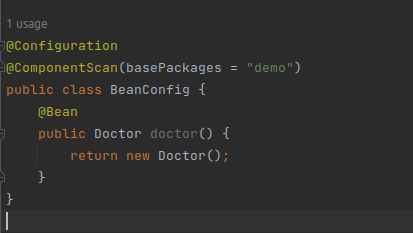 1 usage
@Configuration
@ComponentScan(basePackages = "demo")
public class BeanConfig {
    @Bean
    public Doctor doctor() {
        return new Doctor();
    }
}